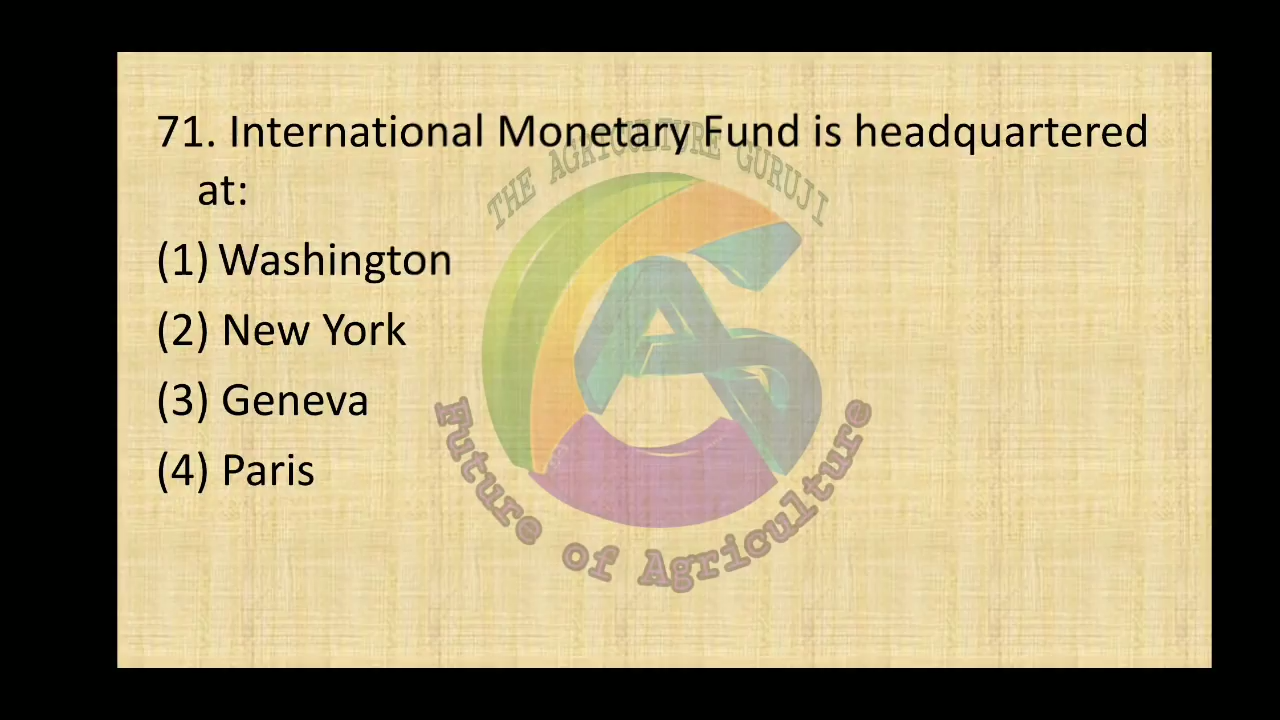 THE AGRICULTURE GURUJI
71. International Monetary Fund is headquartered
at:
(1) Washington
(2) New York
(3) Geneva
(4) Paris
Future of Agriculture